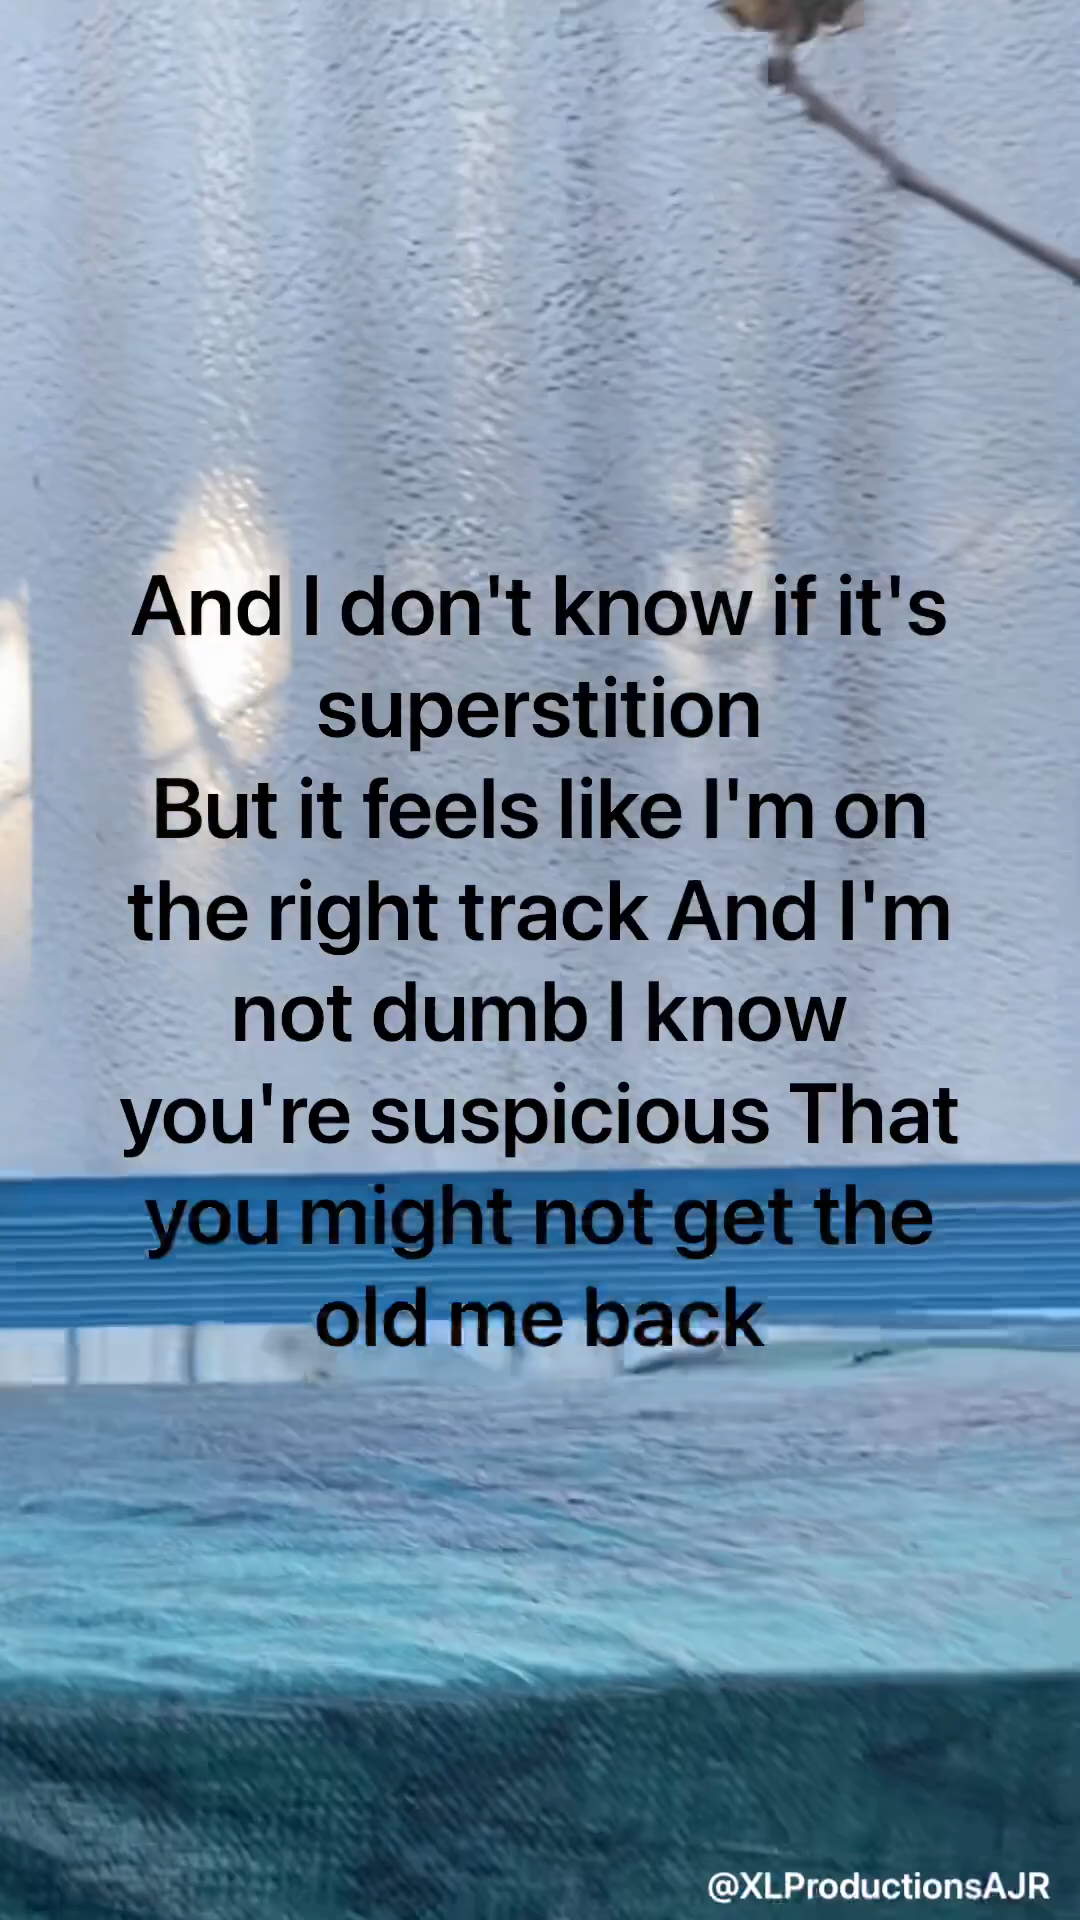 And I don't know if it's
superstition
But it feels like I'm on
the right track And I'm
not dumb I know
you're suspicious That
you might not get the
old me back
@XLProductionsAJR